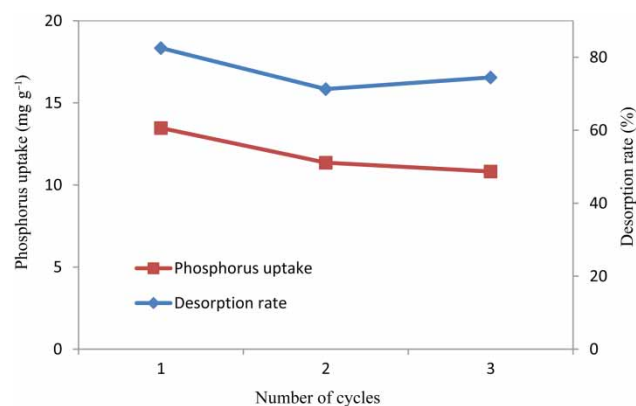 20
15
10
5
0
Phosphorus uptake (mg g⁻¹)
80
60
40
20
0
Desorption rate (%)
Phosphorus uptake
Desorption rate
1 2 3
Number of cycles